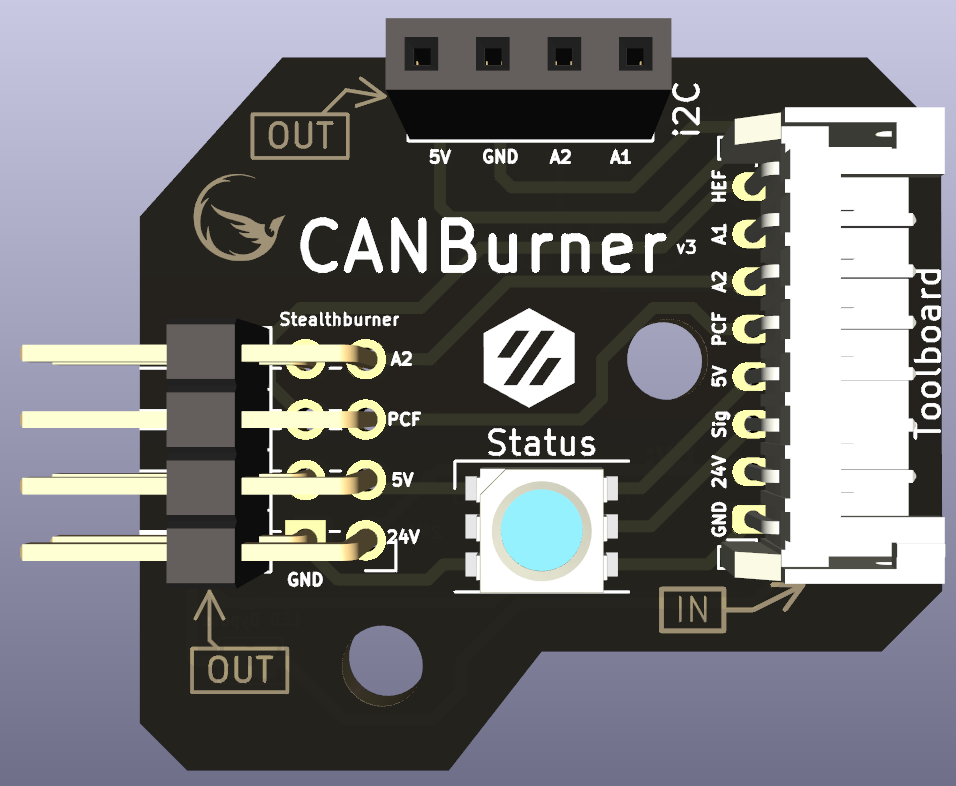 OUT
i2C
5V GND A2 A1
CANBurner v3
HEF
A1
A2
PCF
5V
Sig
24V
GND
Toolboard
Stealthburner
A2
PCF
5V
24V
GND
Status
IN
OUT